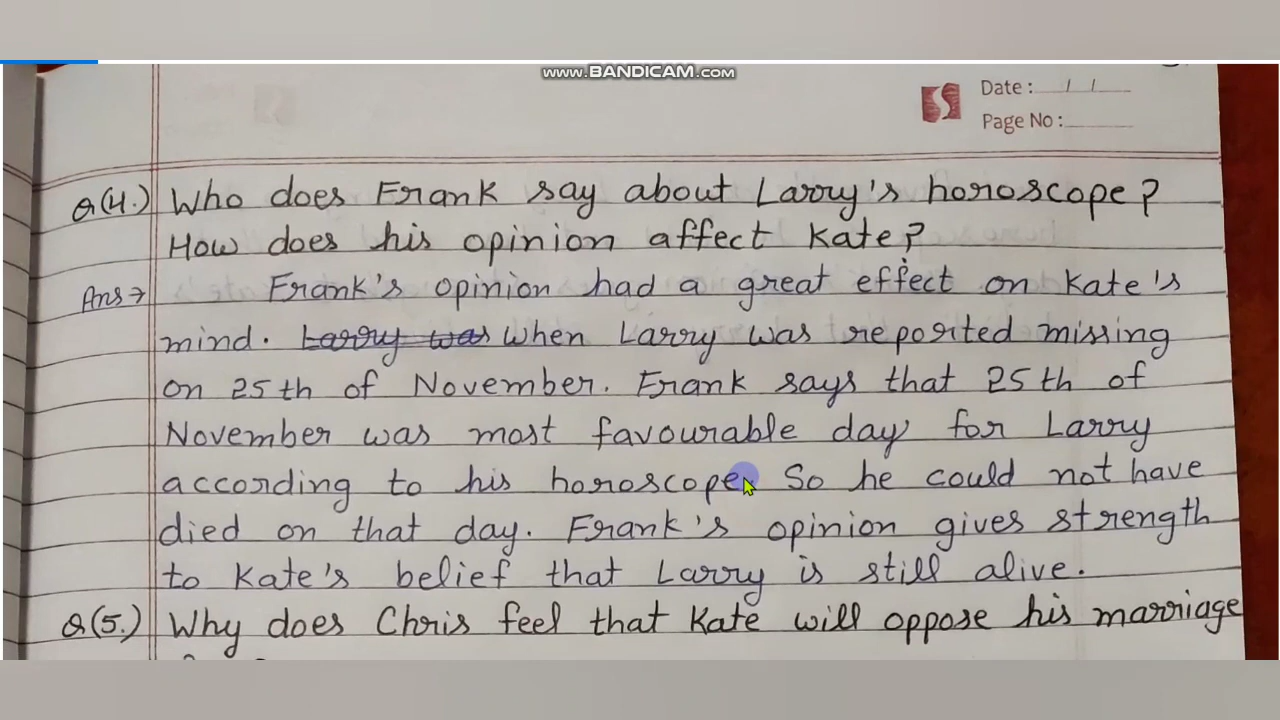 www.BANDICAM.com
Date: / /
Page No:
Q(4.) Who does Frank say about Larry's horoscope?
How does his opinion affect Kate?
Ans→ Frank's opinion had a great effect on Kate's
mind. Larry was when Larry was reported missing
on 25th of November. Frank says that 25th of
November was most favourable day for Larry
according to his horoscope. So he could not have
died on that day. Frank's opinion gives strength
to Kate's belief that Larry is still alive.
Q(5.) Why does Chris feel that Kate will oppose his marriage